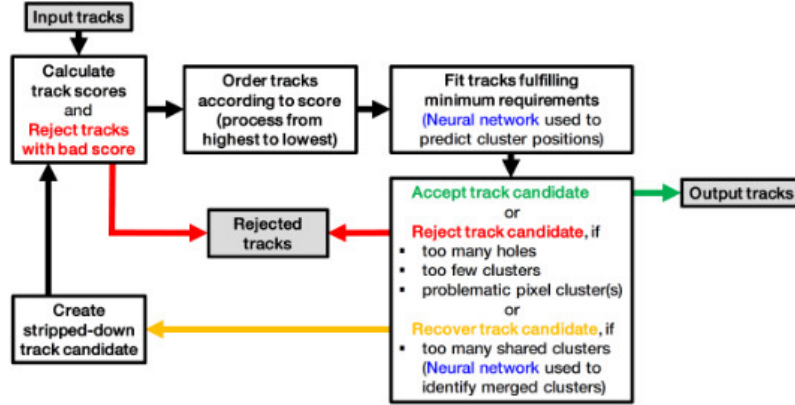 Input tracks
Calculate
track scores
and
Reject tracks
with bad score
Order tracks
according to score
(process from
highest to lowest)
Fit tracks fulfilling
minimum requirements
(Neural network used to
predict cluster positions)
Accept track candidate
or
Reject track candidate, if
▪ too many holes
▪ too few clusters
▪ problematic pixel cluster(s)
or
Recover track candidate, if
▪ too many shared clusters
(Neural network used to
identify merged clusters)
Output tracks
Rejected
tracks
Create
stripped-down
track candidate